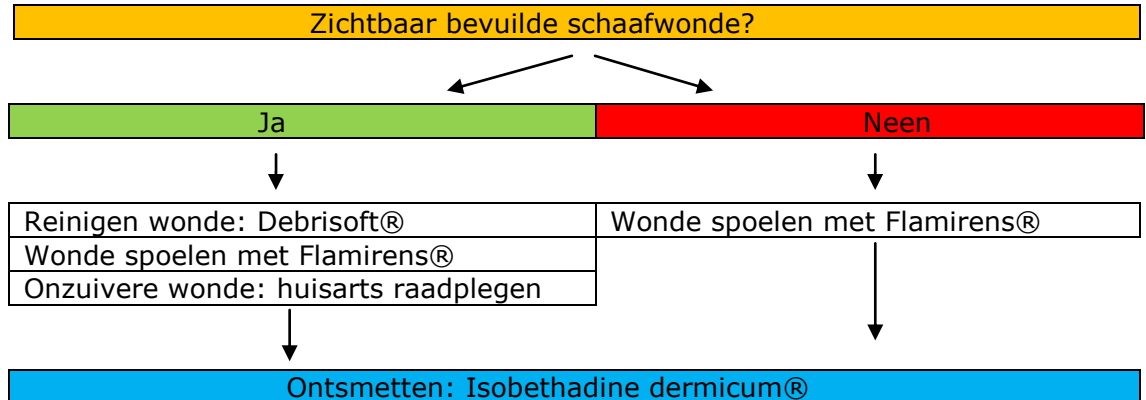 Zichtbaar bevuilde schaafwonde?
Ja
Neen
Reinigen wonde: Debrisoft®
Wonde spoelen met Flamirens®
Onzuivere wonde: huisarts raadplegen
Wonde spoelen met Flamirens®
Ontsmetten: Isobethadine dermicum®